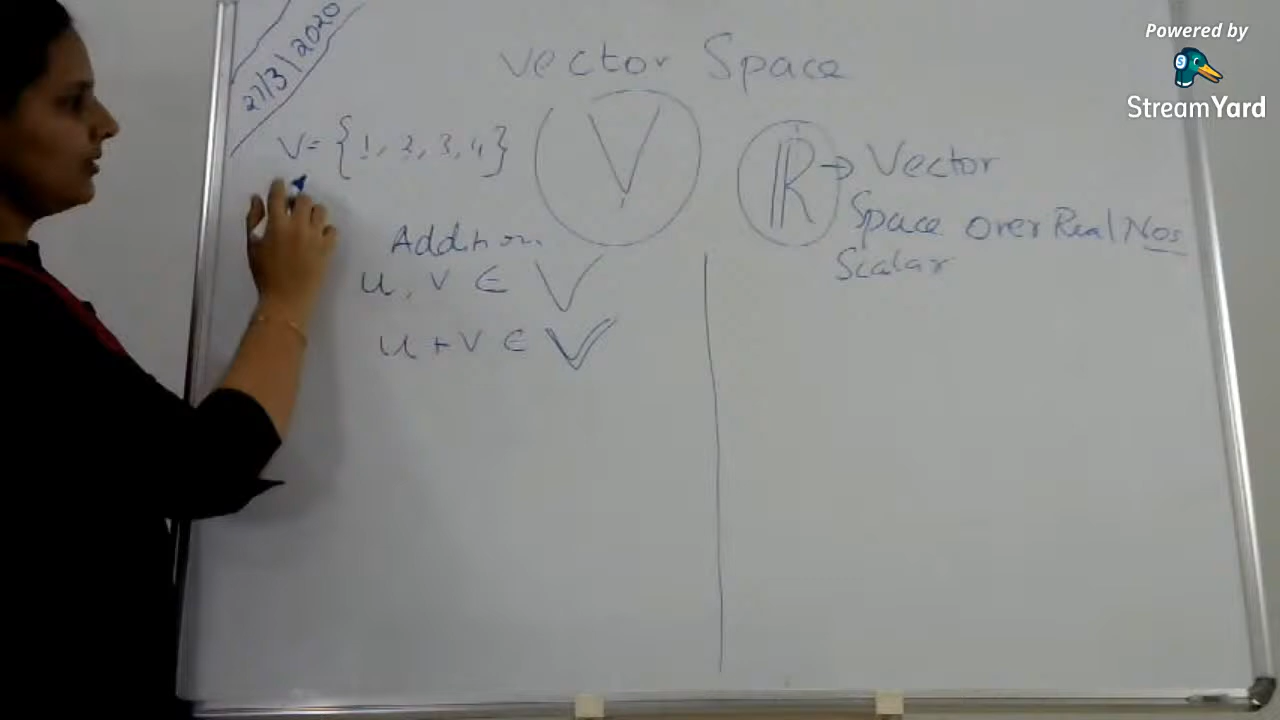 27/3/2020
Vector Space
V = {1, 2, 3, 4}
V
ℝ → Vector
Space over Real Nos
Scalar
Addition
u, v ∈ V
u + v ∈ V
Powered by
StreamYard